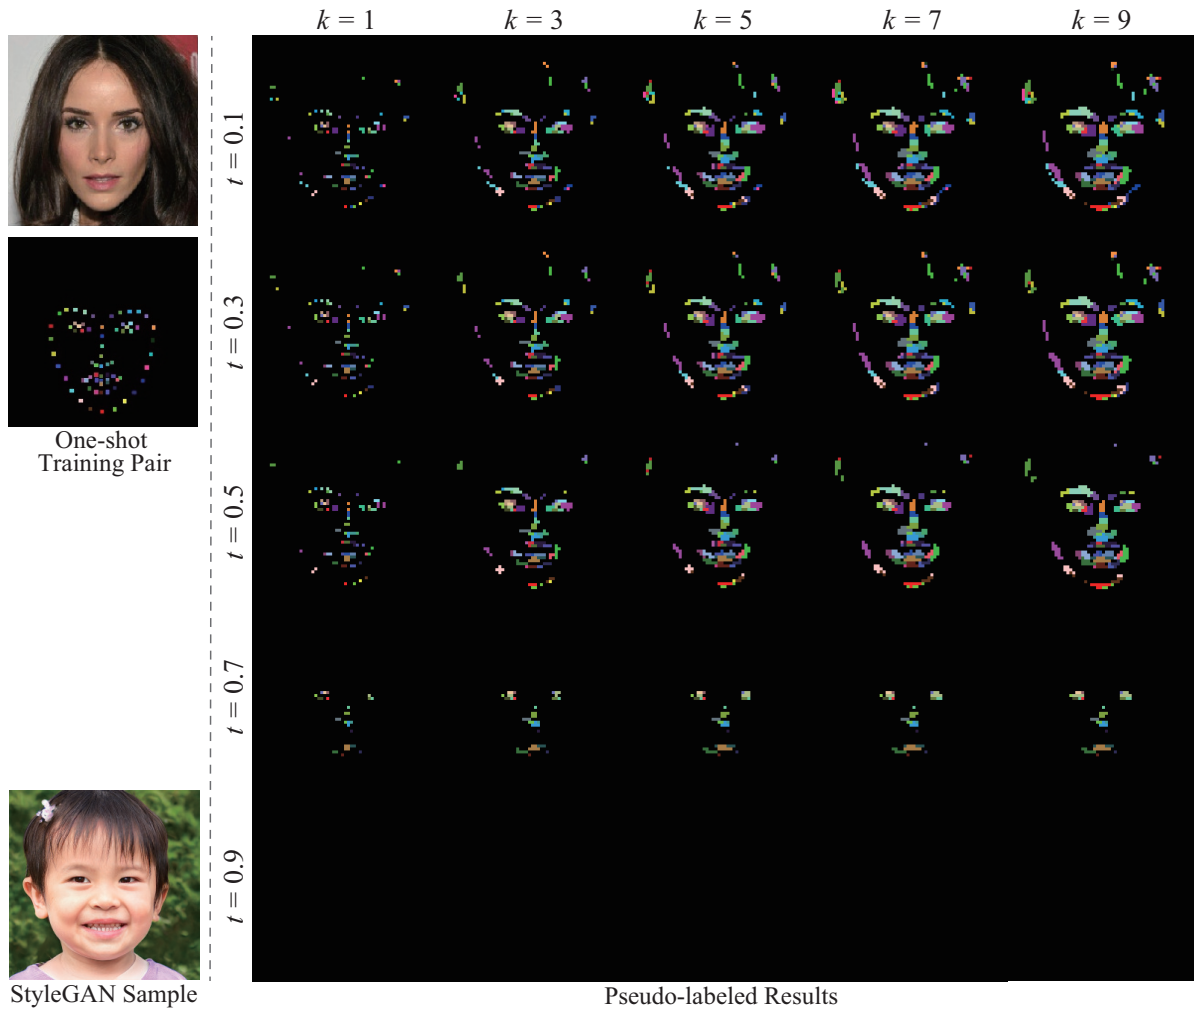 k = 1
k = 3
k = 5
k = 7
k = 9
t = 0.1
t = 0.3
One-shot
Training Pair
t = 0.5
t = 0.7
t = 0.9
StyleGAN Sample
Pseudo-labeled Results